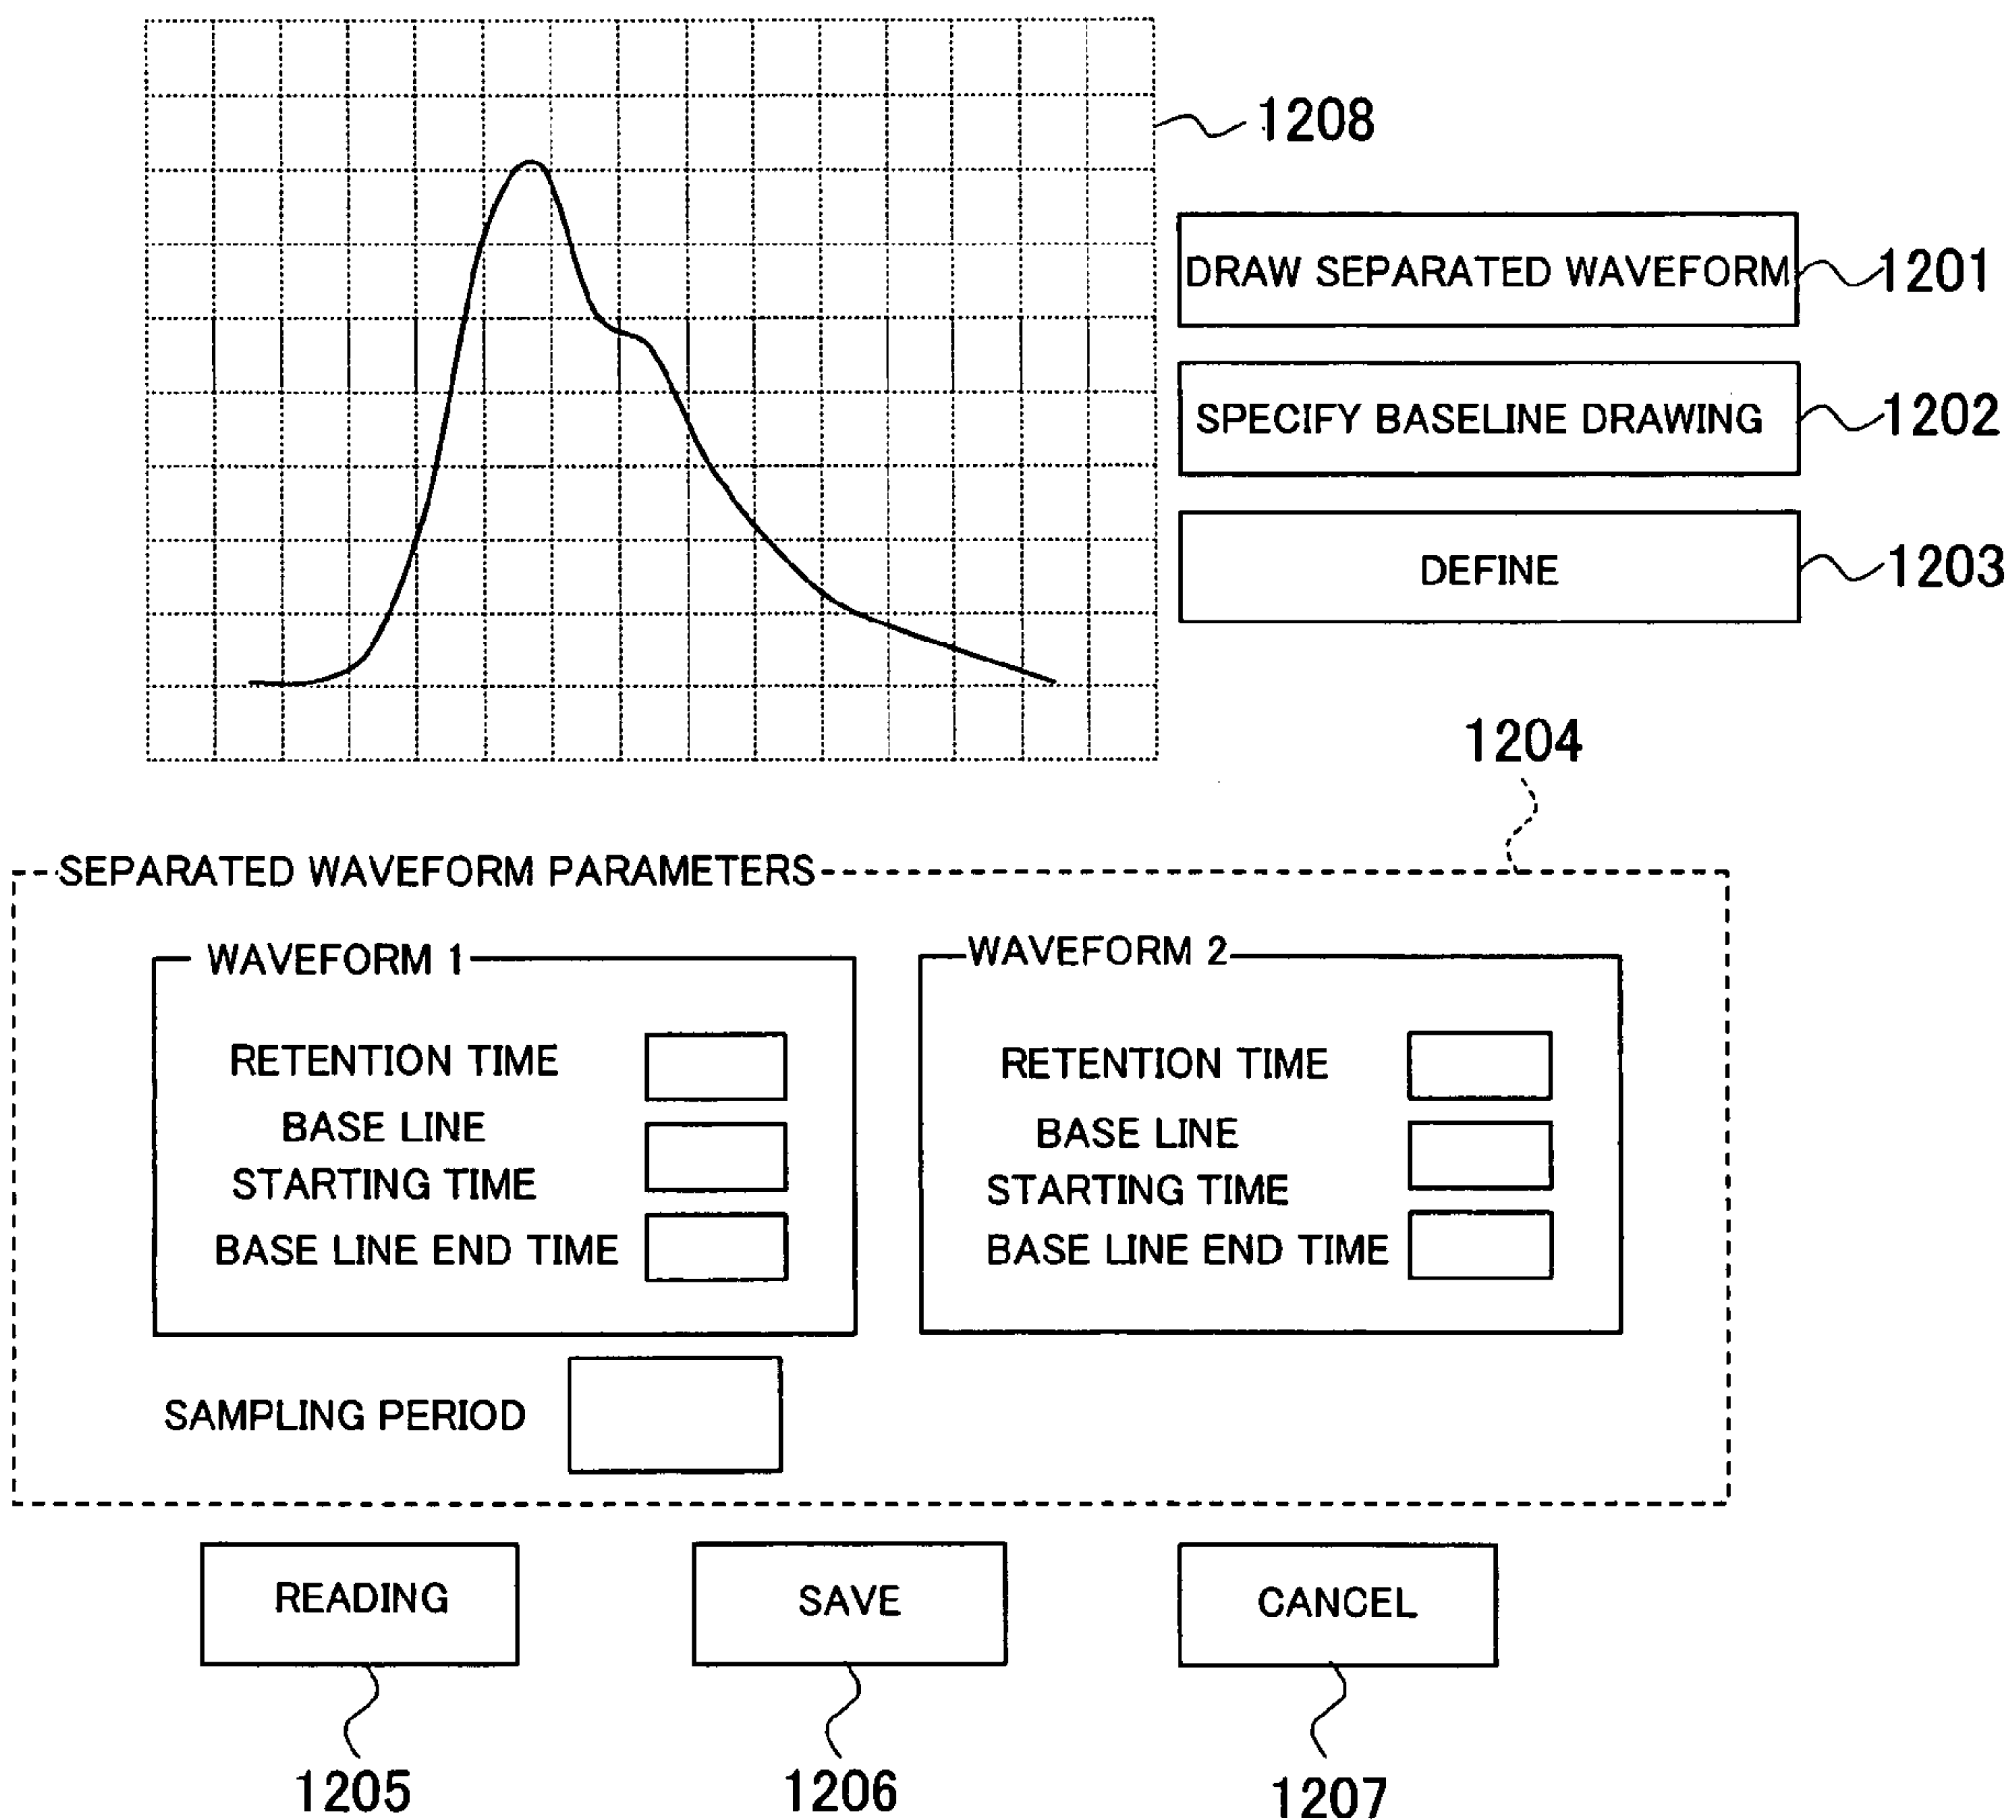 1208
DRAW SEPARATED WAVEFORM
1201
SPECIFY BASELINE DRAWING
1202
DEFINE
1203
1204
SEPARATED WAVEFORM PARAMETERS
WAVEFORM 1
RETENTION TIME
BASE LINE
STARTING TIME
BASE LINE END TIME
WAVEFORM 2
RETENTION TIME
BASE LINE
STARTING TIME
BASE LINE END TIME
SAMPLING PERIOD
READING
SAVE
CANCEL
1205
1206
1207